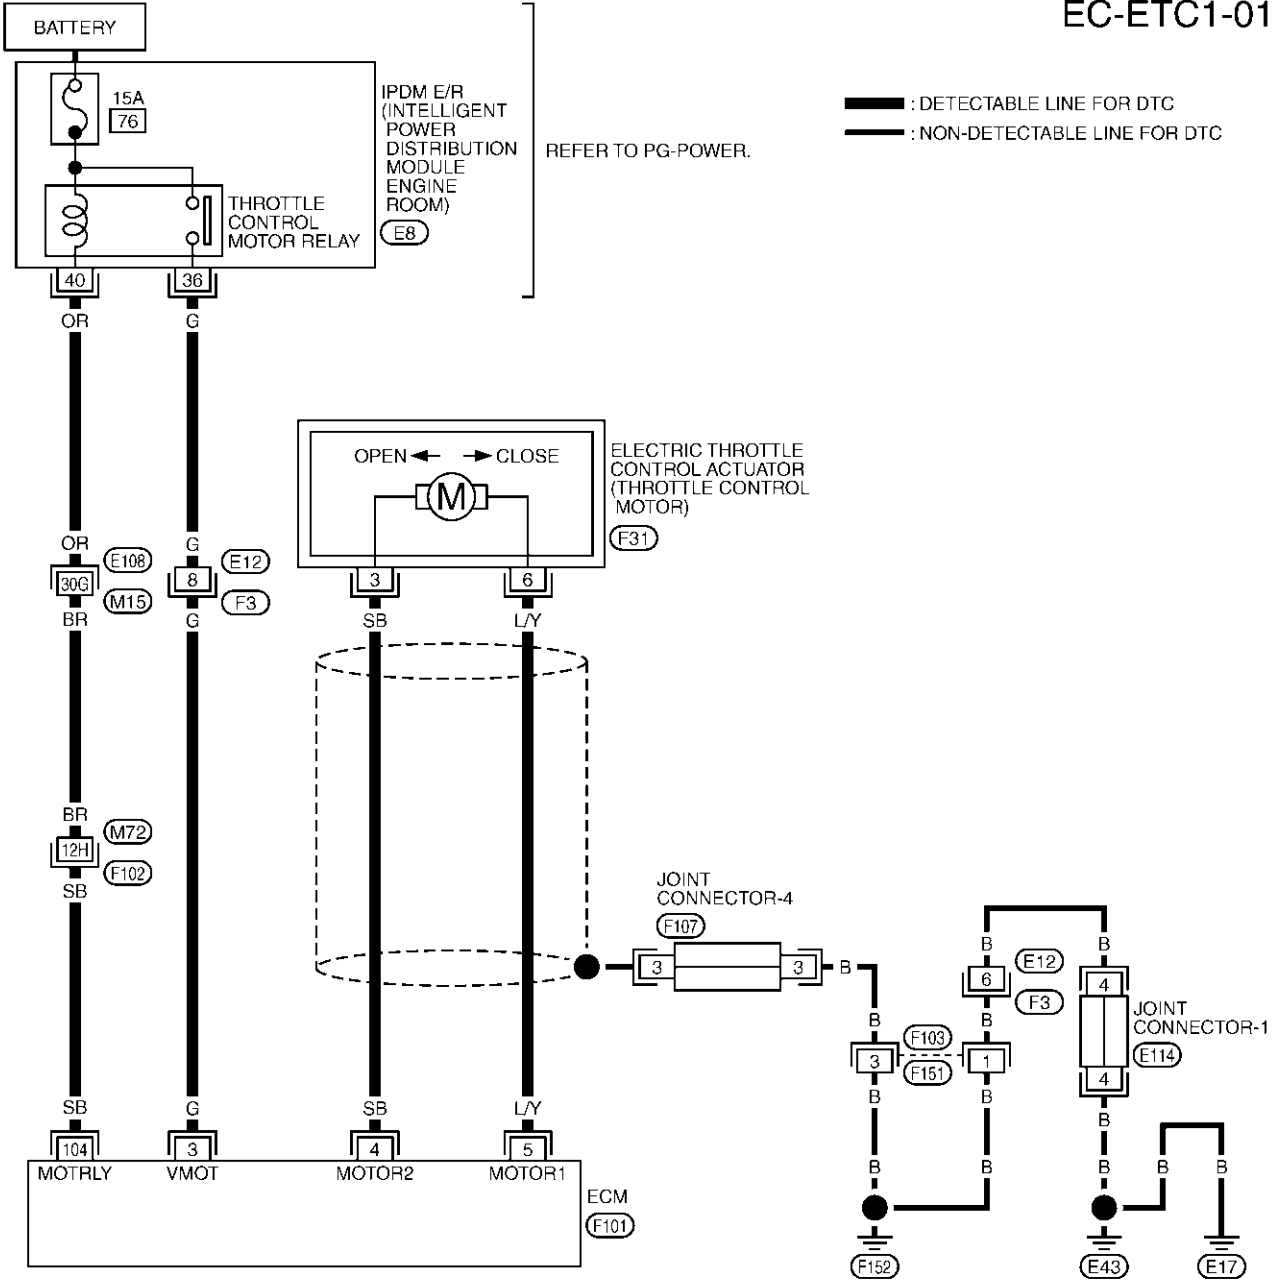 EC-ETC1-01
BATTERY
15A
76
IPDM E/R
(INTELLIGENT
POWER
DISTRIBUTION
MODULE
ENGINE
ROOM)
E8
REFER TO PG-POWER.
: DETECTABLE LINE FOR DTC
: NON-DETECTABLE LINE FOR DTC
THROTTLE
CONTROL
MOTOR RELAY
40
36
OR
G
OPEN
CLOSE
M
ELECTRIC THROTTLE
CONTROL ACTUATOR
(THROTTLE CONTROL
MOTOR)
F31
OR
G
E108
E12
30G
8
3
6
M15
F3
BR
G
SB
L/Y
BR
M72
12H
F102
SB
JOINT
CONNECTOR-4
F107
3
3
B
B
B
E12
6
F3
4
JOINT
CONNECTOR-1
E114
4
B
B
F103
3
1
F151
B
B
B
SB
G
SB
L/Y
104
3
4
5
MOTRLY
VMOT
MOTOR2
MOTOR1
ECM
F101
B
B
B
B
B
F152
E43
E17